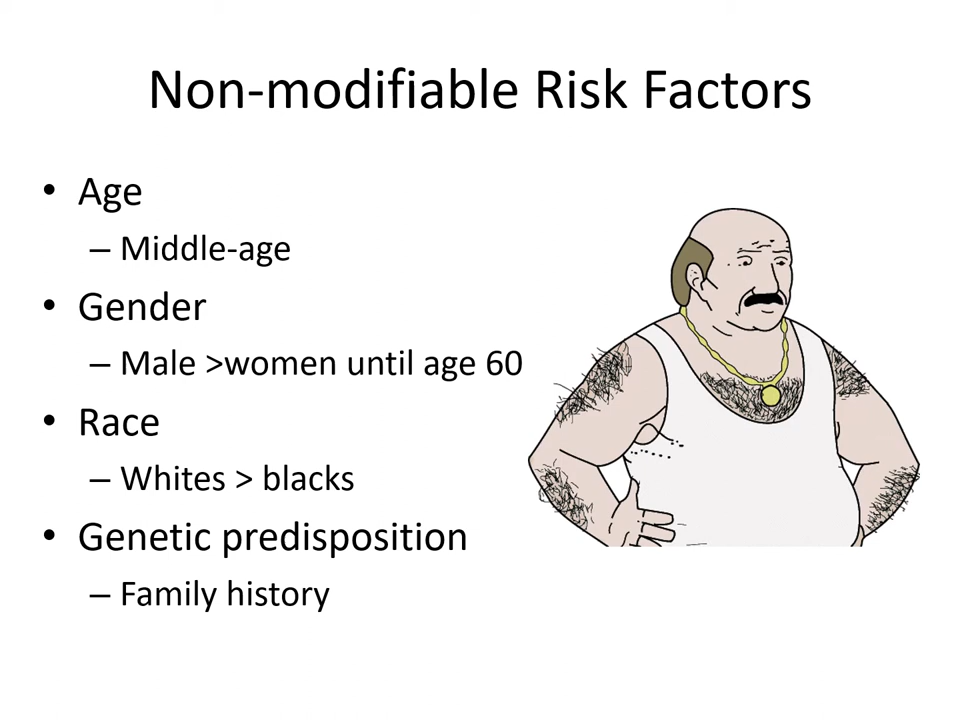 Non-modifiable Risk Factors
• Age
– Middle-age
• Gender
– Male >women until age 60
• Race
– Whites > blacks
• Genetic predisposition
– Family history